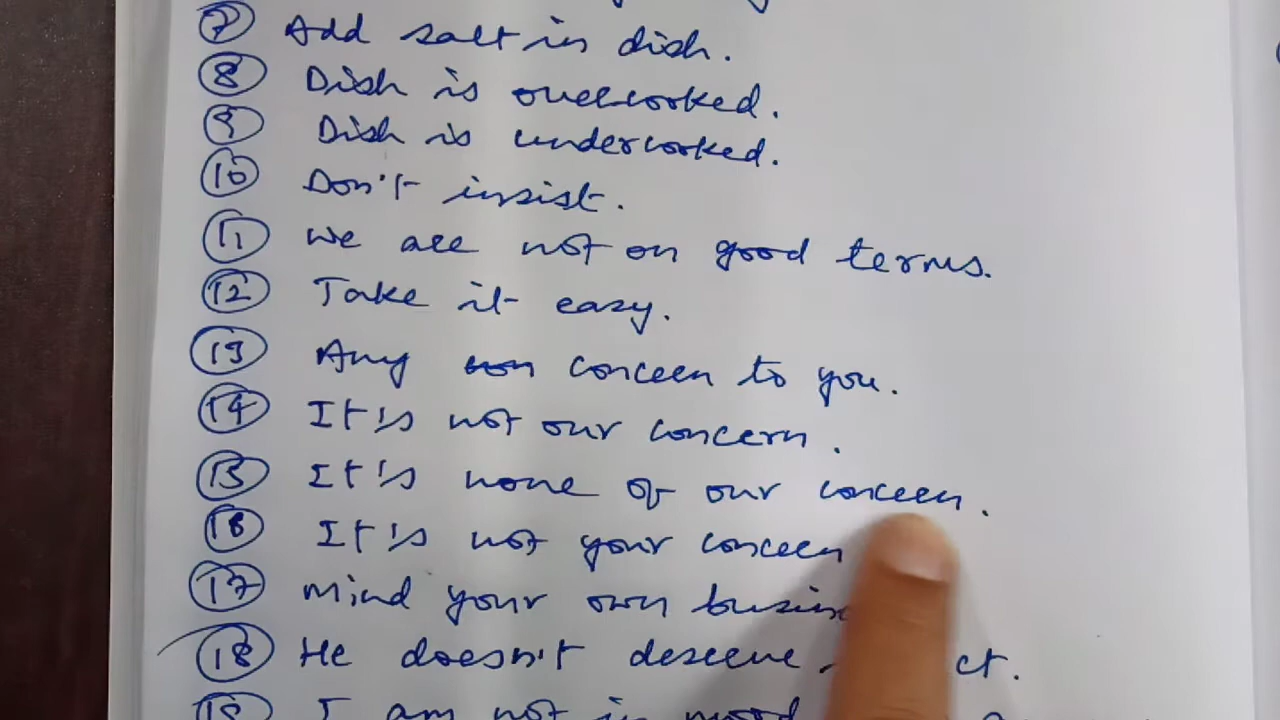 7 Add salt in dish.
8 Dish is overcooked.
9 Dish is undercooked.
10 Don't insist.
11 We are not on good terms.
12 Take it easy.
13 Any concern to you.
14 It's not our concern.
15 It's none of our concern.
16 It's not your concern
17 Mind your own
18 He doesn't deserve
19 I am not in mood